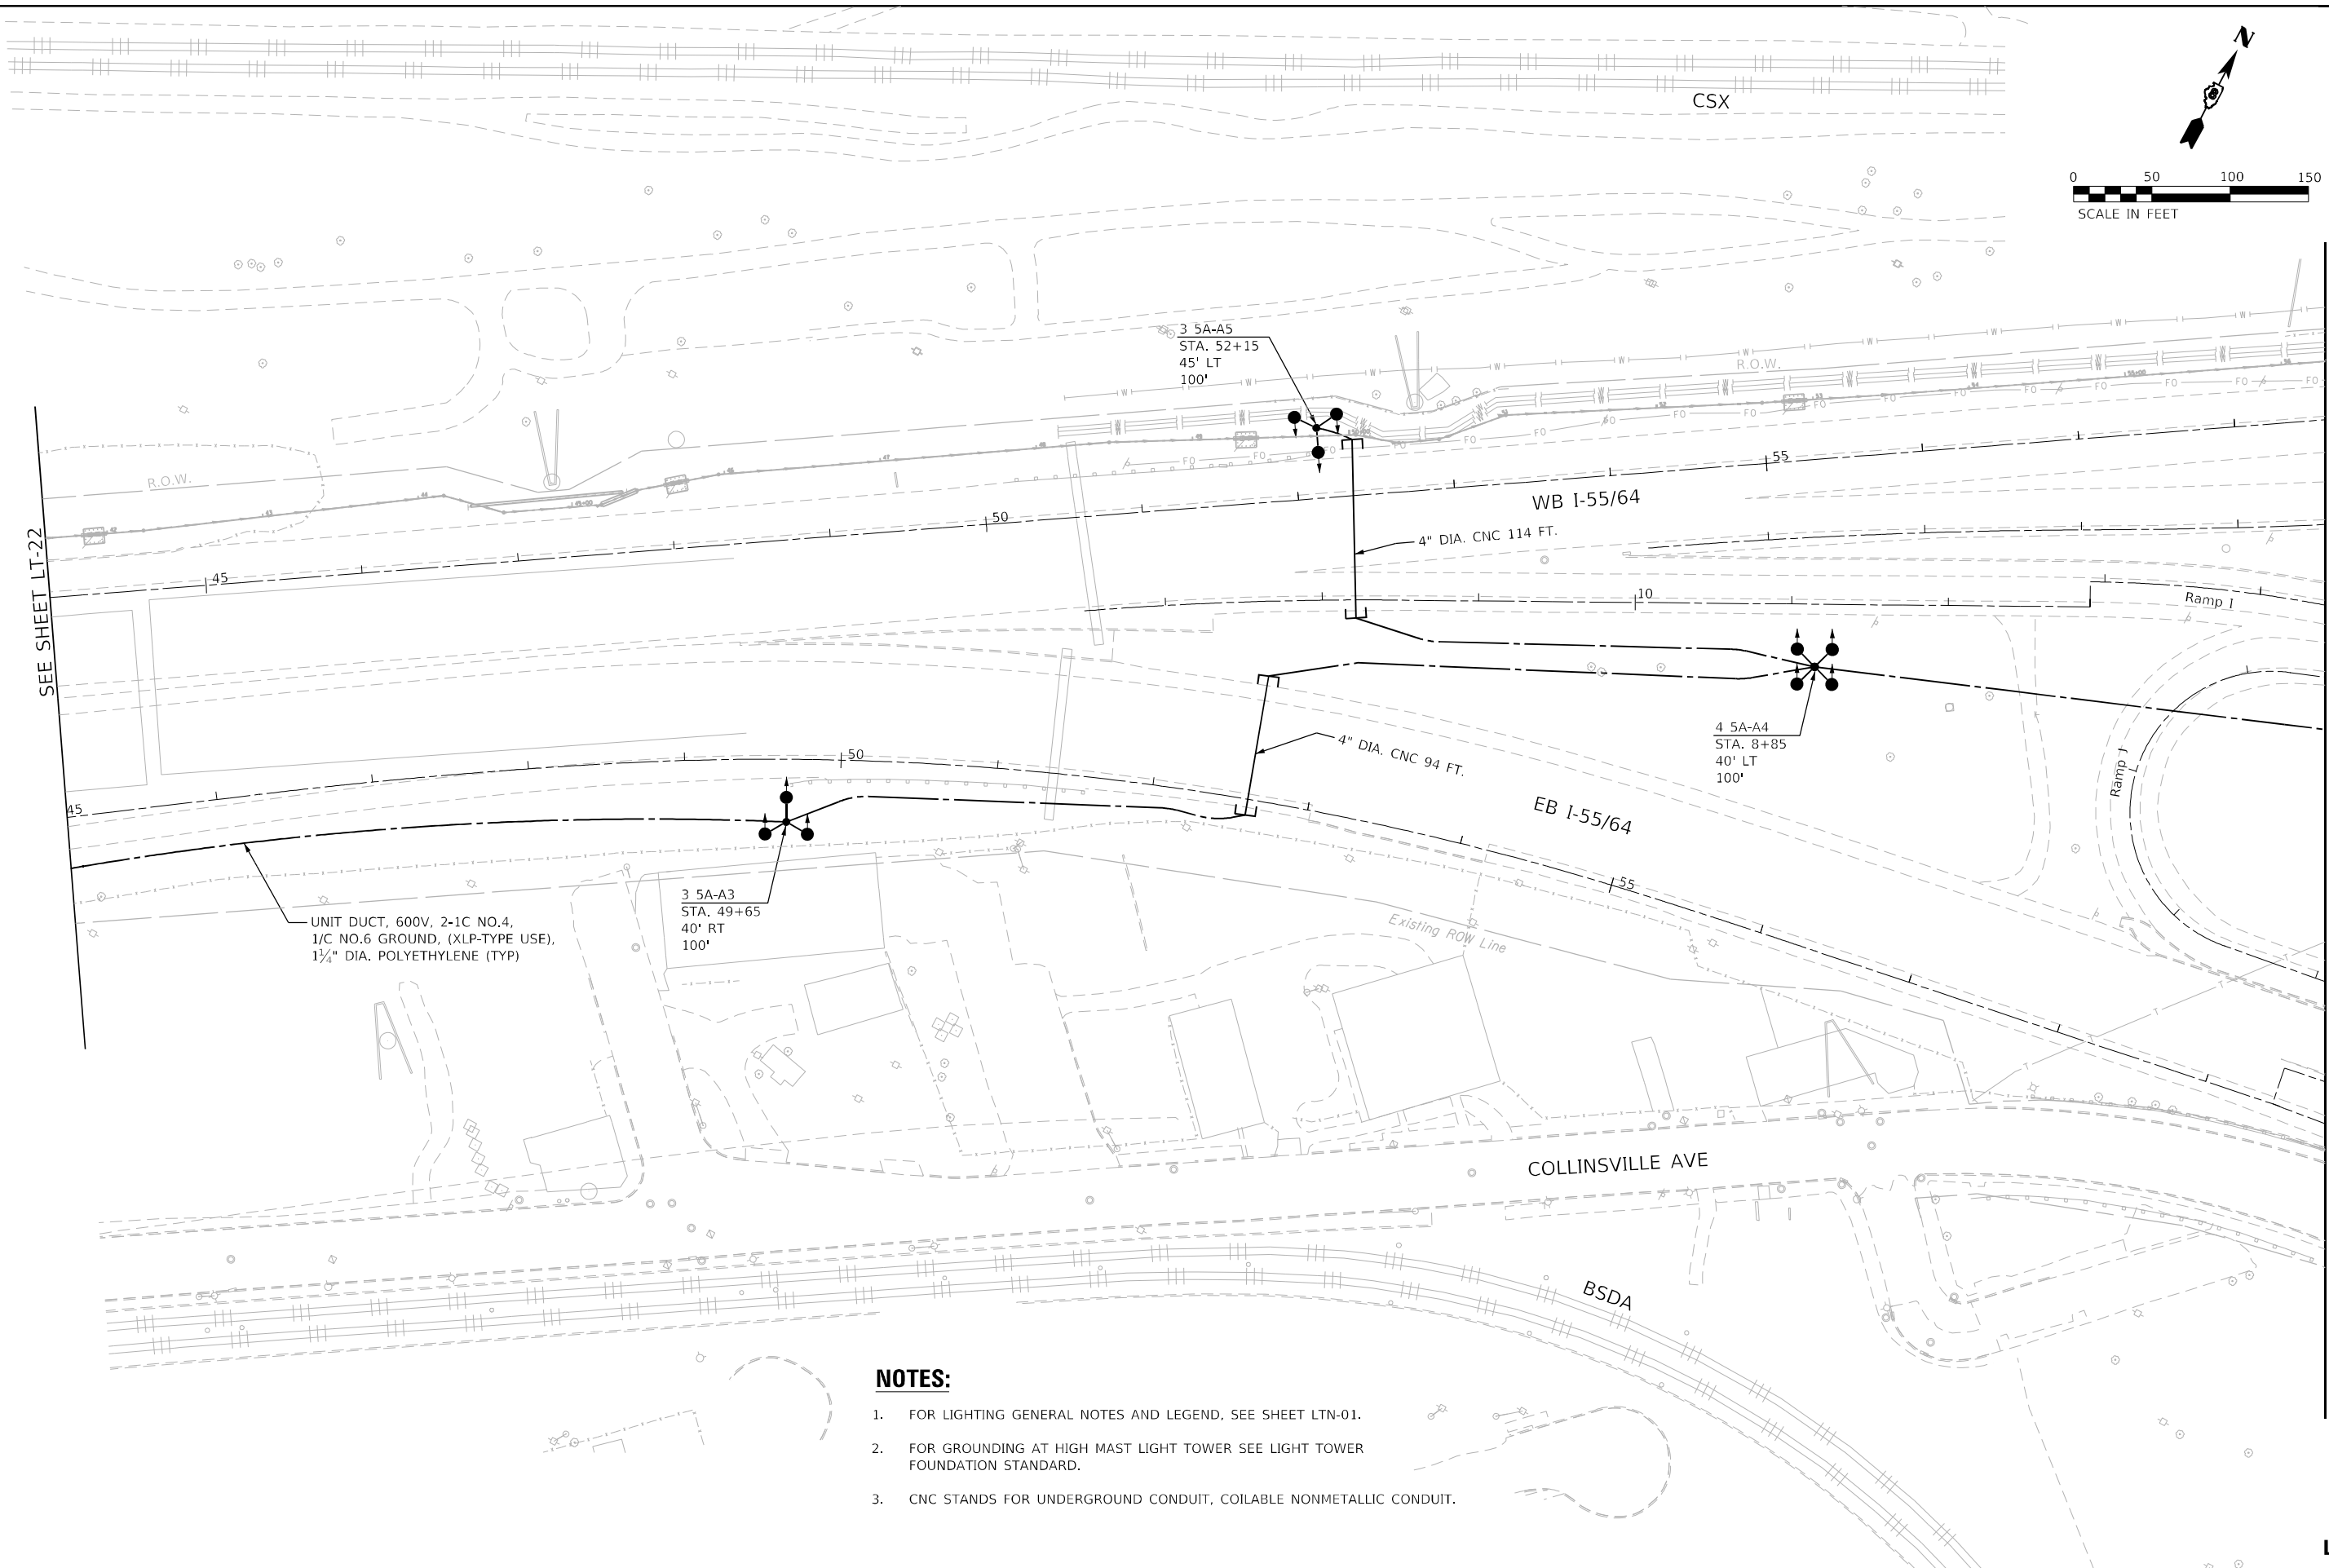 N
0 50 100 150
SCALE IN FEET
CSX
3 5A-A5
STA. 52+15
45' LT
100'
R.O.W.
R.O.W.
SEE SHEET LT-22
45
50
55
WB I-55/64
4" DIA. CNC 114 FT.
10
Ramp I
Ramp J
4 5A-A4
STA. 8+85
40' LT
100'
4" DIA. CNC 94 FT.
EB I-55/64
45
50
55
3 5A-A3
STA. 49+65
40' RT
100'
UNIT DUCT, 600V, 2-1C NO.4,
1/C NO.6 GROUND, (XLP-TYPE USE),
1¼" DIA. POLYETHYLENE (TYP)
Existing ROW Line
COLLINSVILLE AVE
BSDA
NOTES:
1. FOR LIGHTING GENERAL NOTES AND LEGEND, SEE SHEET LTN-01.
2. FOR GROUNDING AT HIGH MAST LIGHT TOWER SEE LIGHT TOWER
FOUNDATION STANDARD.
3. CNC STANDS FOR UNDERGROUND CONDUIT, COILABLE NONMETALLIC CONDUIT.